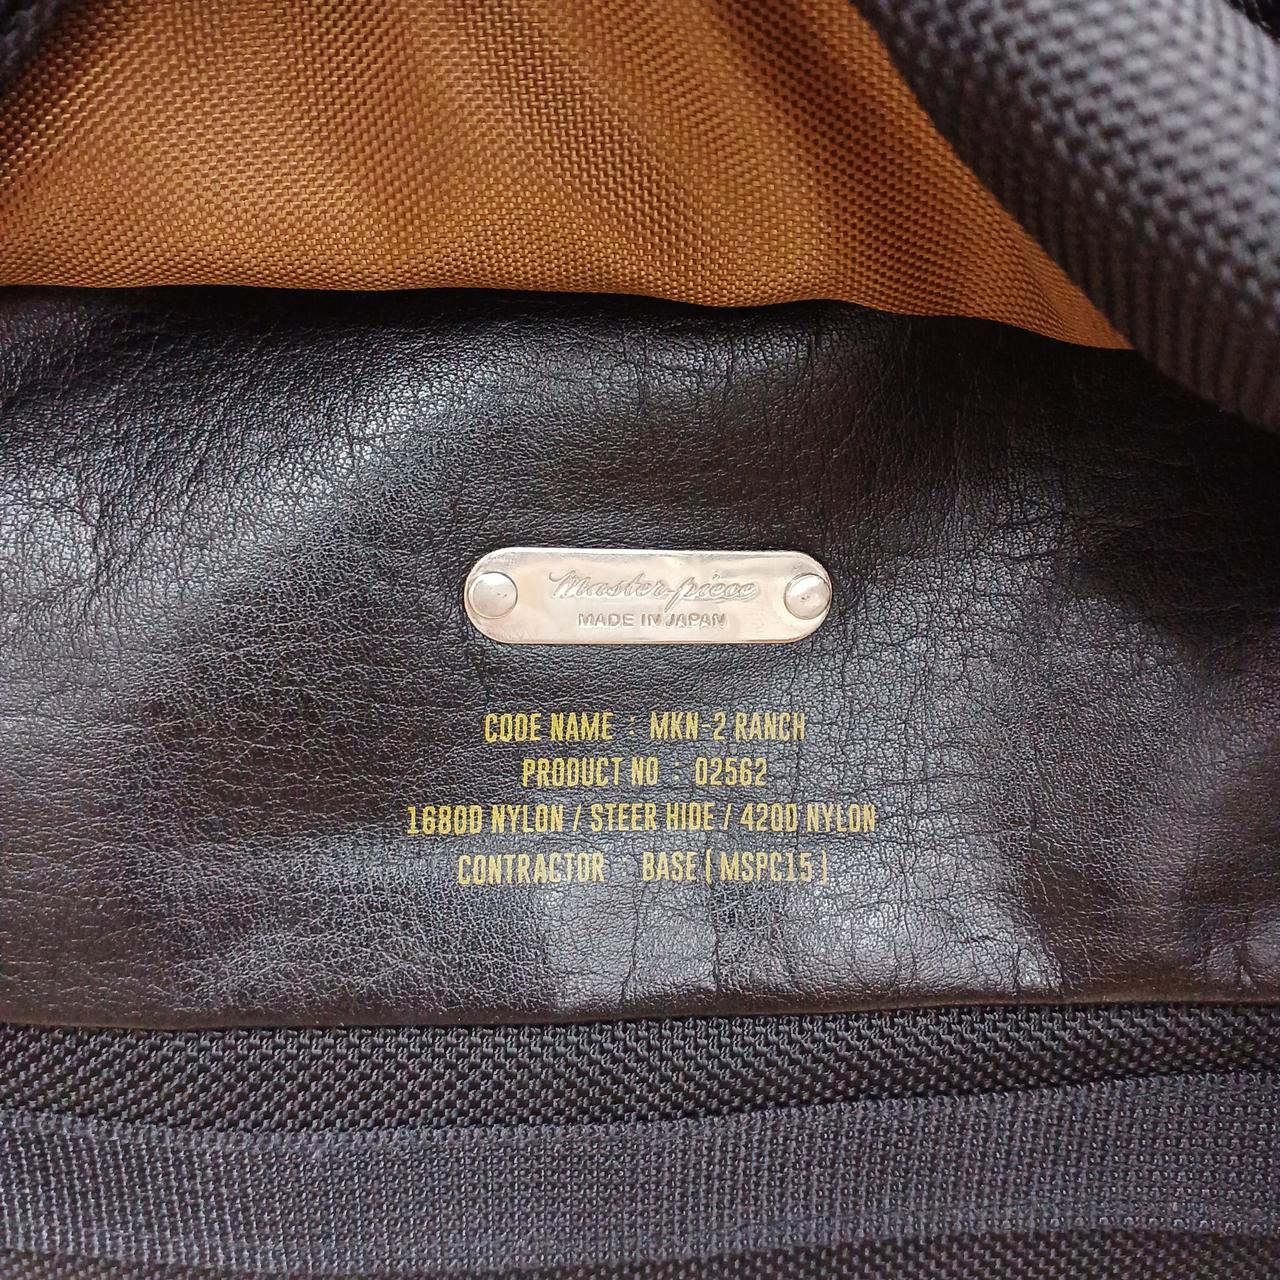 Master-piece
MADE IN JAPAN
CODE NAME : MKN-2 RANCH
PRODUCT NO : 02562
1680D NYLON / STEER HIDE / 420D NYLON
CONTRACTOR - BASE [ MSPC15 ]